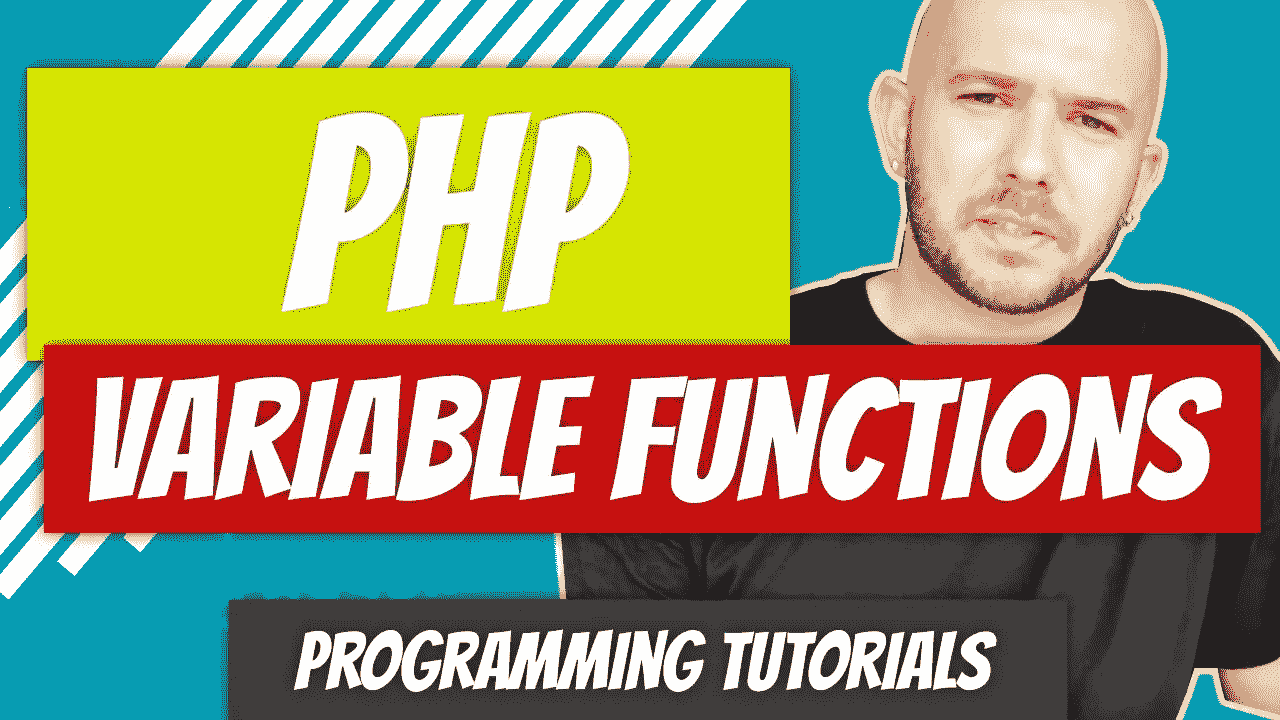 PHP
VARIABLE FUNCTIONS
PROGRAMMING TUTORIALS